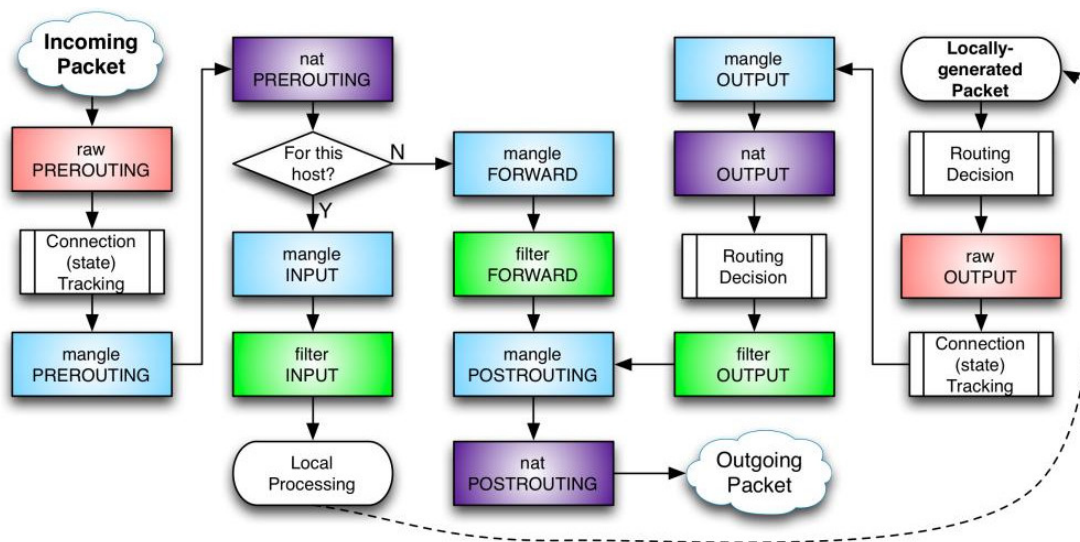 Incoming
Packet
raw
PREROUTING
Connection
(state)
Tracking
mangle
PREROUTING
nat
PREROUTING
For this
host?
N
Y
mangle
INPUT
filter
INPUT
Local
Processing
mangle
FORWARD
filter
FORWARD
mangle
POSTROUTING
nat
POSTROUTING
mangle
OUTPUT
nat
OUTPUT
Routing
Decision
filter
OUTPUT
Outgoing
Packet
Locally-
generated
Packet
Routing
Decision
raw
OUTPUT
Connection
(state)
Tracking